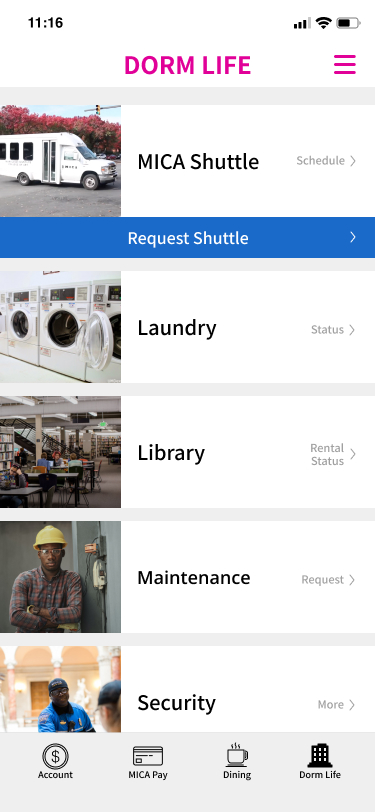 11:16
DORM LIFE
MICA Shuttle
Schedule
Request Shuttle
Laundry
Status
Library
Rental
Status
Maintenance
Request
Security
More
Account
MICA Pay
Dining
Dorm Life